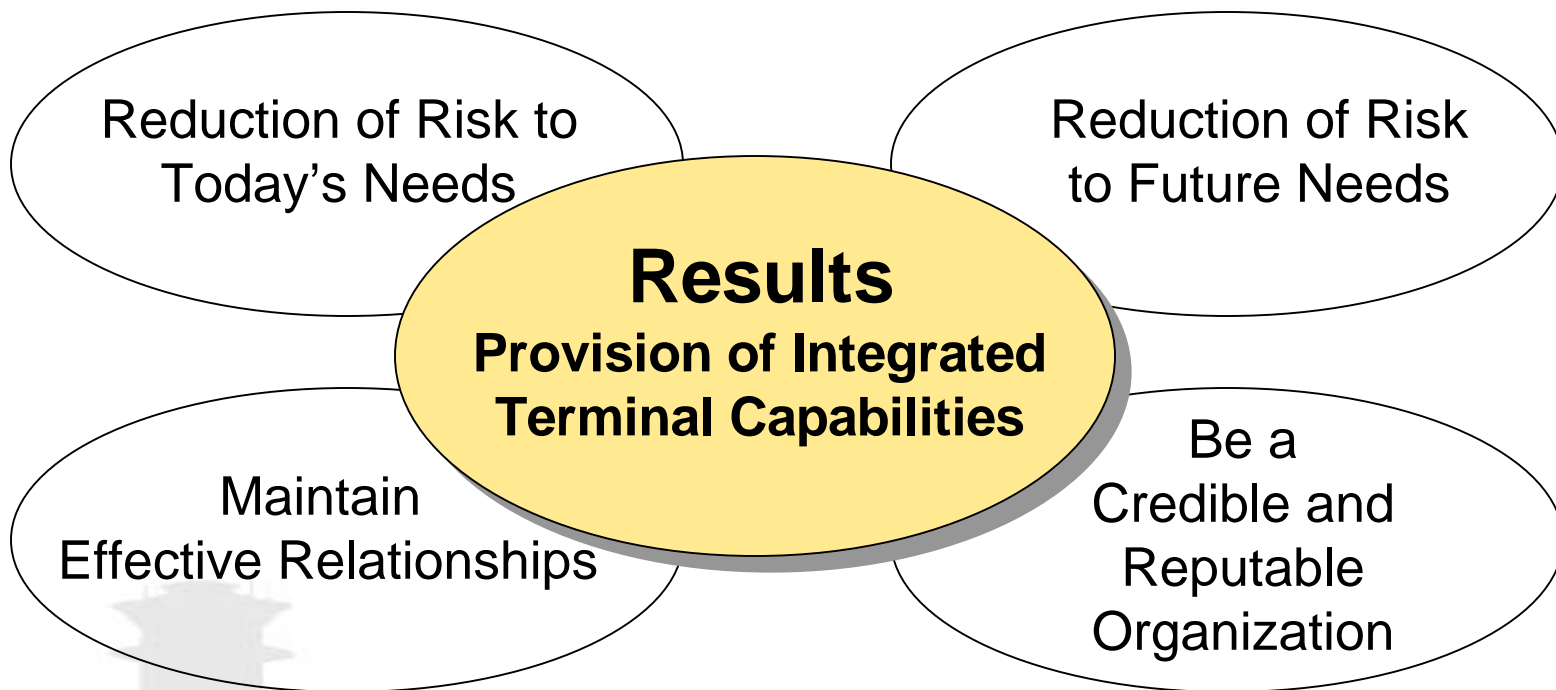 Reduction of Risk to
Today’s Needs
Reduction of Risk
to Future Needs
Results
Provision of Integrated
Terminal Capabilities
Maintain
Effective Relationships
Be a
Credible and
Reputable
Organization